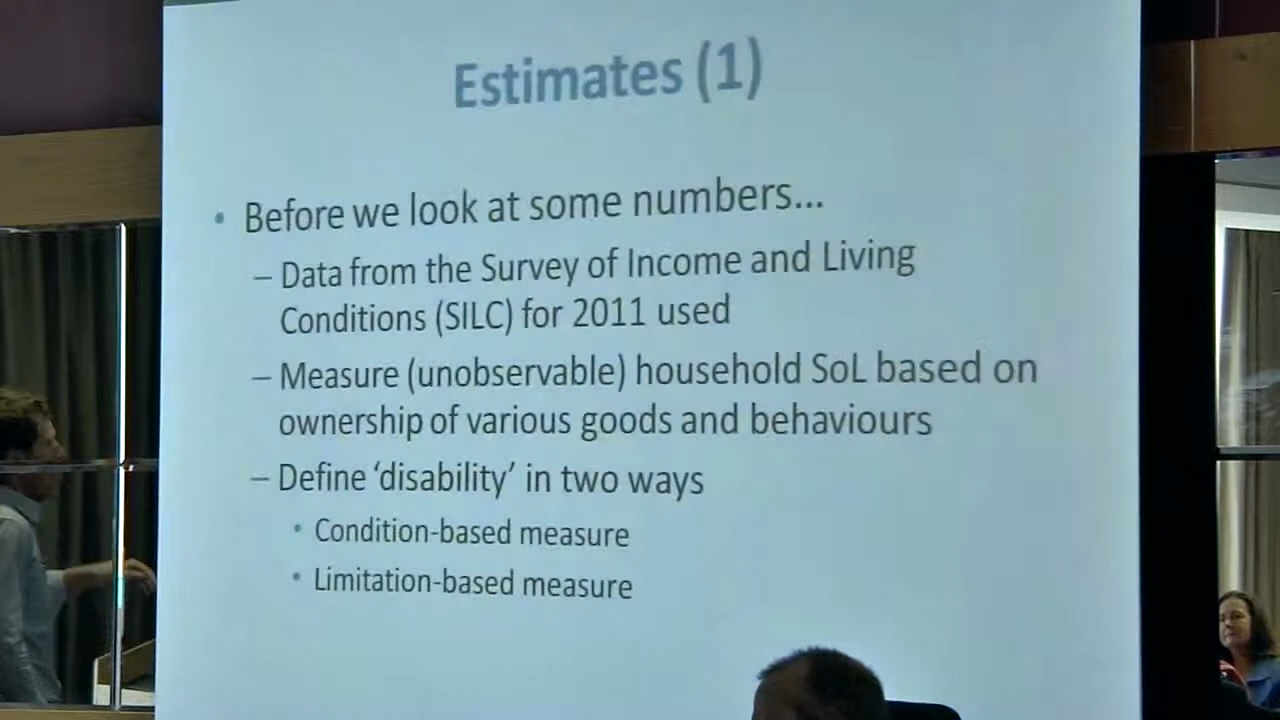 Estimates (1)
• Before we look at some numbers...
– Data from the Survey of Income and Living
Conditions (SILC) for 2011 used
– Measure (unobservable) household SoL based on
ownership of various goods and behaviours
– Define ‘disability’ in two ways
• Condition-based measure
• Limitation-based measure